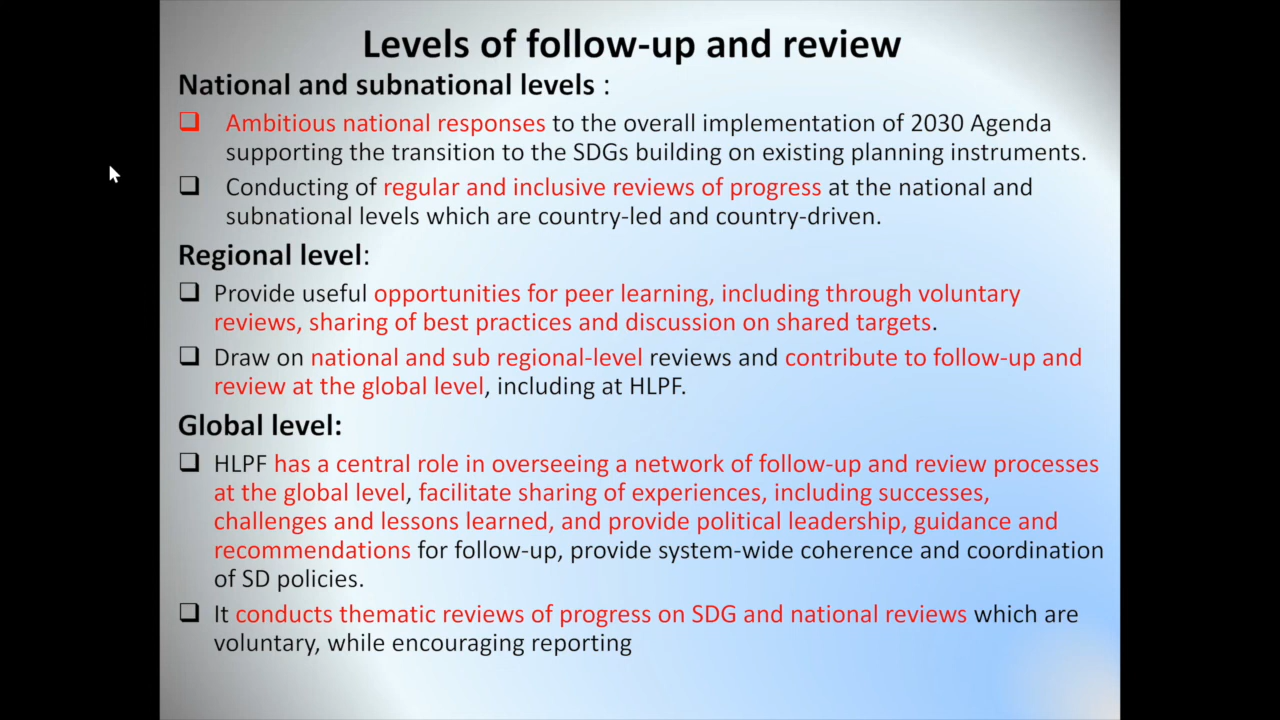 Levels of follow-up and review
National and subnational levels :
Ambitious national responses to the overall implementation of 2030 Agenda
supporting the transition to the SDGs building on existing planning instruments.
Conducting of regular and inclusive reviews of progress at the national and
subnational levels which are country-led and country-driven.
Regional level:
Provide useful opportunities for peer learning, including through voluntary
reviews, sharing of best practices and discussion on shared targets.
Draw on national and sub regional-level reviews and contribute to follow-up and
review at the global level, including at HLPF.
Global level:
HLPF has a central role in overseeing a network of follow-up and review processes
at the global level, facilitate sharing of experiences, including successes,
challenges and lessons learned, and provide political leadership, guidance and
recommendations for follow-up, provide system-wide coherence and coordination
of SD policies.
It conducts thematic reviews of progress on SDG and national reviews which are
voluntary, while encouraging reporting